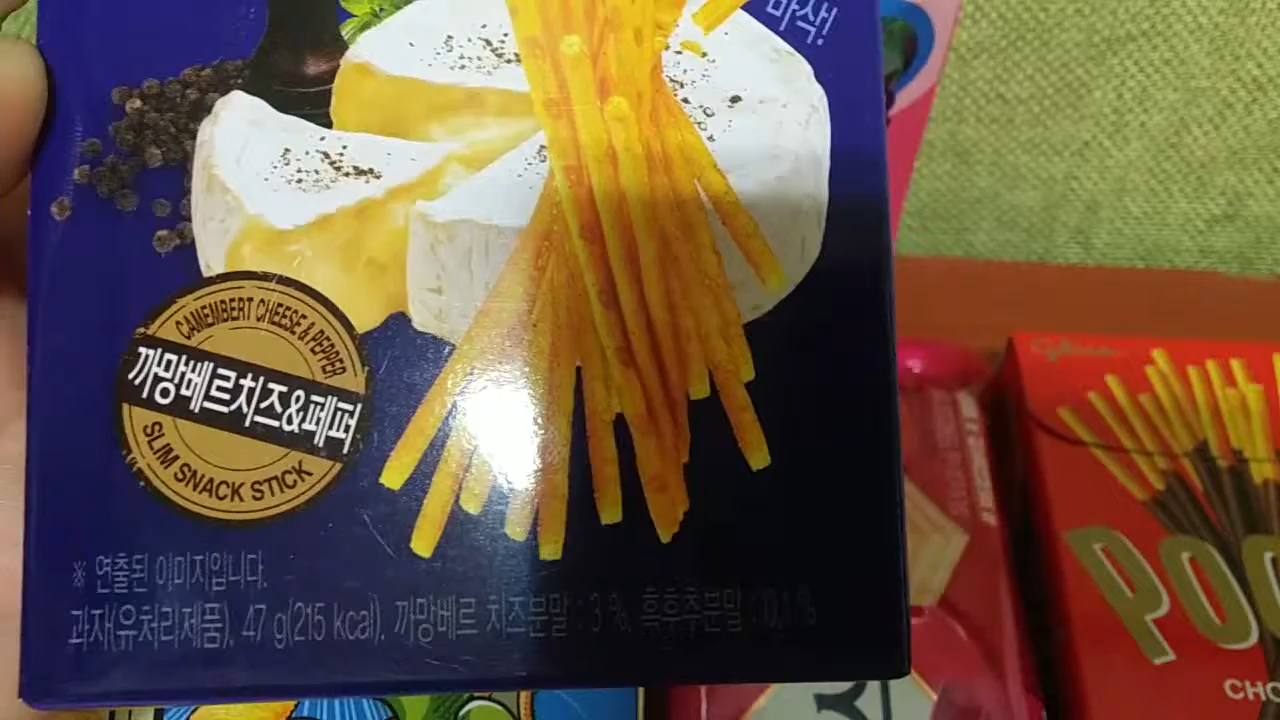 바삭!
CAMEMBERT CHEESE & PEPPER
까망베르치즈&페퍼
SLIM SNACK STICK
※ 연출된 이미지입니다.
과자(유처리제품), 47 g(215 kcal), 까망베르 치즈분말 : 3 %, 흑후추분말 : 0.1 %
Glico
POC
CHO